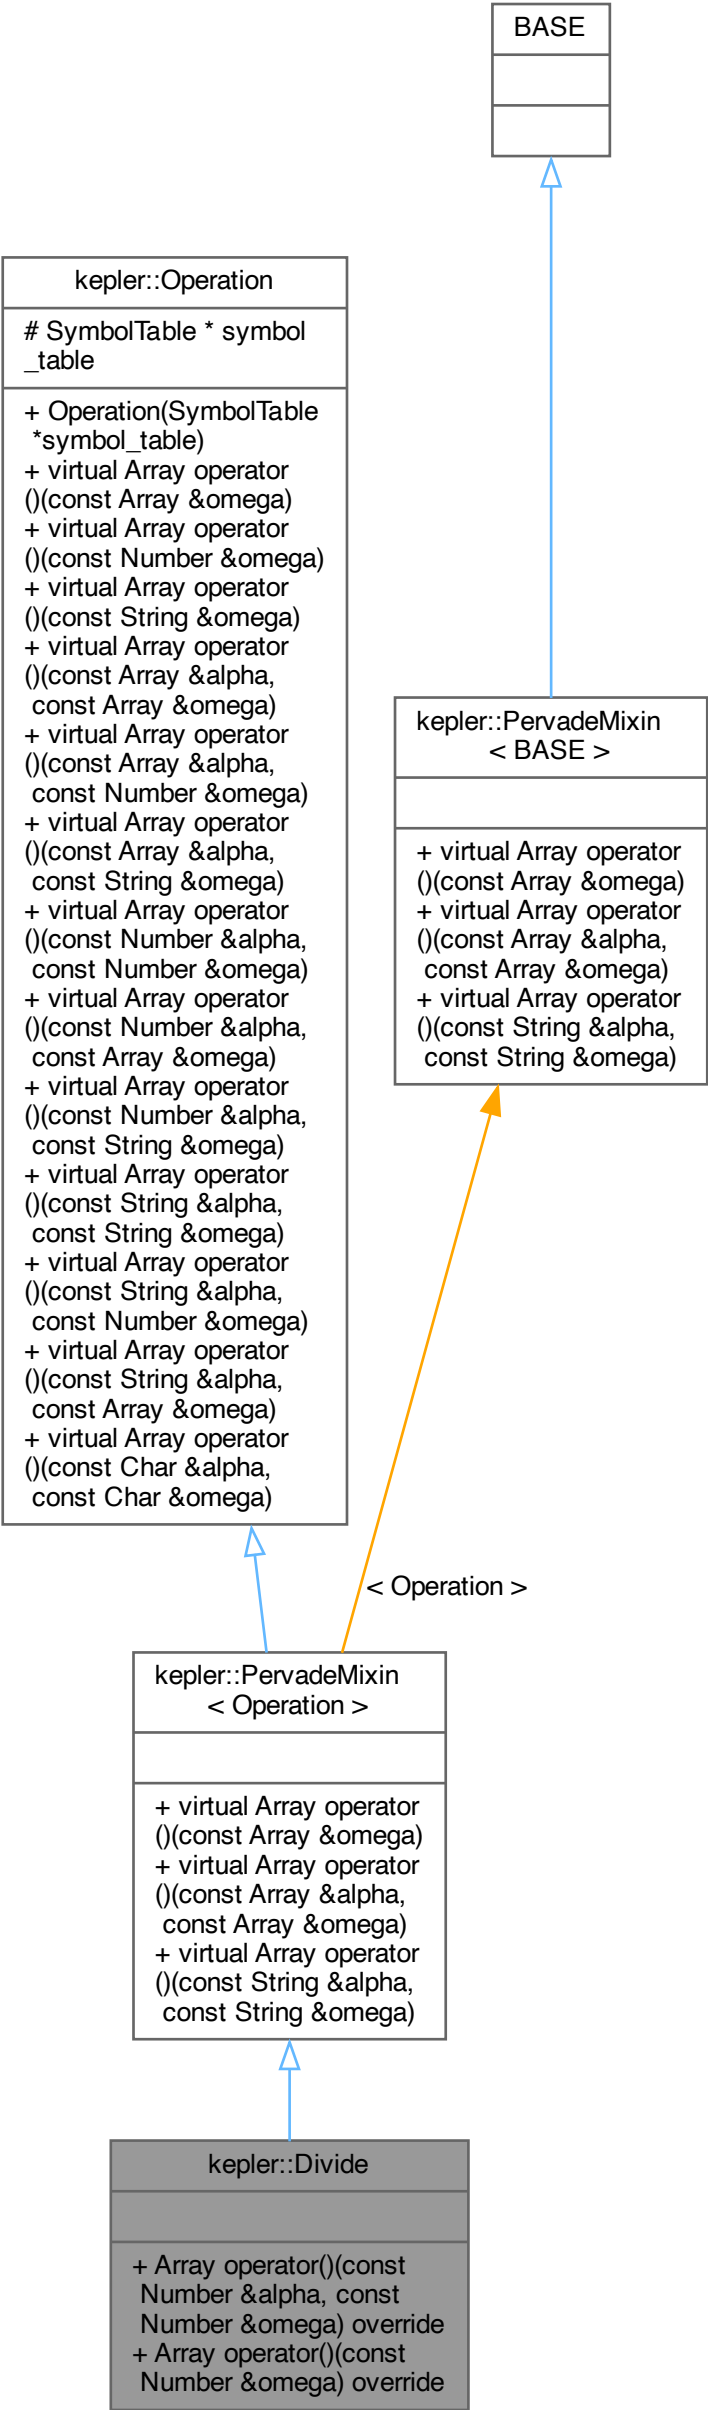 BASE
kepler::Operation
# SymbolTable * symbol
_table
+ Operation(SymbolTable
*symbol_table)
+ virtual Array operator
()(const Array &omega)
+ virtual Array operator
()(const Number &omega)
+ virtual Array operator
()(const String &omega)
+ virtual Array operator
()(const Array &alpha,
const Array &omega)
+ virtual Array operator
()(const Array &alpha,
const Number &omega)
+ virtual Array operator
()(const Array &alpha,
const String &omega)
+ virtual Array operator
()(const Number &alpha,
const Number &omega)
+ virtual Array operator
()(const Number &alpha,
const Array &omega)
+ virtual Array operator
()(const Number &alpha,
const String &omega)
+ virtual Array operator
()(const String &alpha,
const String &omega)
+ virtual Array operator
()(const String &alpha,
const Number &omega)
+ virtual Array operator
()(const String &alpha,
const Array &omega)
+ virtual Array operator
()(const Char &alpha,
const Char &omega)
kepler::PervadeMixin
< BASE >
+ virtual Array operator
()(const Array &omega)
+ virtual Array operator
()(const Array &alpha,
const Array &omega)
+ virtual Array operator
()(const String &alpha,
const String &omega)
< Operation >
kepler::PervadeMixin
< Operation >
+ virtual Array operator
()(const Array &omega)
+ virtual Array operator
()(const Array &alpha,
const Array &omega)
+ virtual Array operator
()(const String &alpha,
const String &omega)
kepler::Divide
+ Array operator()(const
Number &alpha, const
Number &omega) override
+ Array operator()(const
Number &omega) override